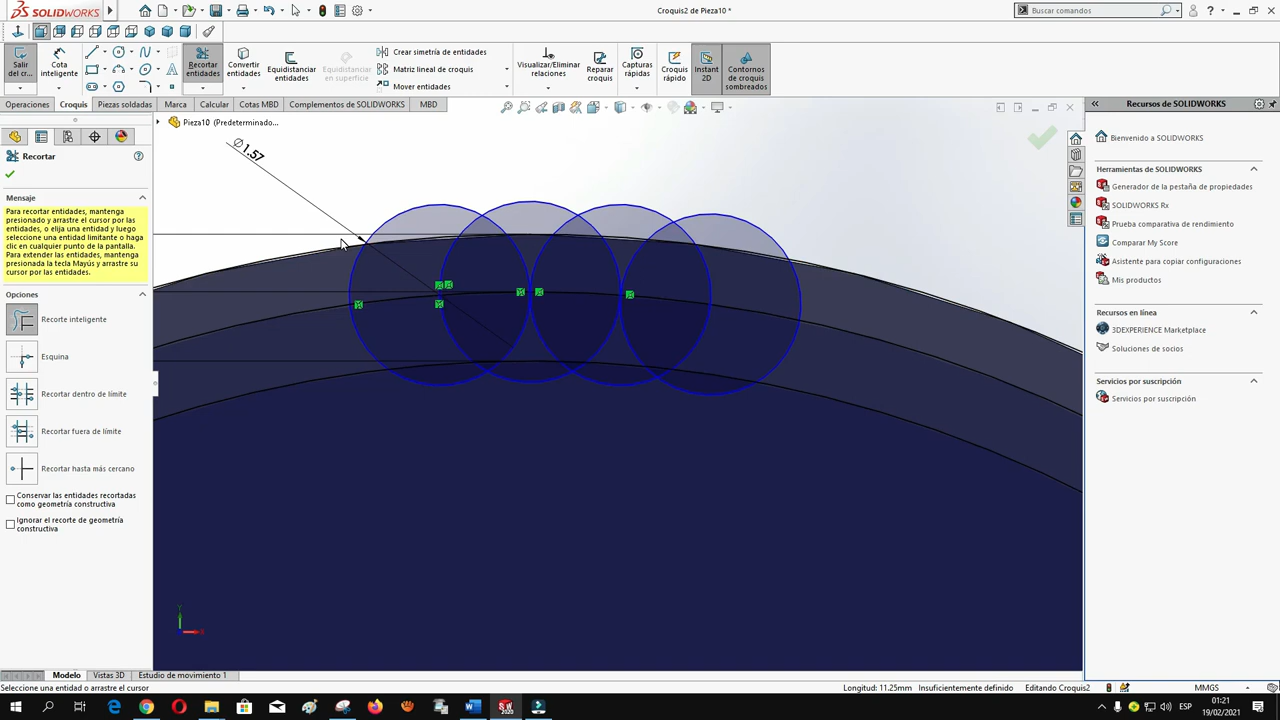 SOLIDWORKS
Croquis2 de Pieza10 *
Buscar comandos
Salir del cr...
Cota inteligente
Recortar entidades
Convertir entidades
Equidistanciar entidades
Equidistanciar en superficie
Crear simetría de entidades
Matriz lineal de croquis
Mover entidades
Visualizar/Eliminar relaciones
Reparar croquis
Capturas rápidas
Croquis rápido
Instant 2D
Contornos de croquis sombreados
Operaciones
Croquis
Piezas soldadas
Marca
Calcular
Cotas MBD
Complementos de SOLIDWORKS
MBD
Recursos de SOLIDWORKS
Pieza10 (Predeterminado...
Recortar
Mensaje
Para recortar entidades, mantenga
presionado y arrastre el cursor por las
entidades, o elija una entidad y luego
seleccione una entidad limitante o haga
clic en cualquier punto de la pantalla.
Para extender las entidades, mantenga
presionada la tecla Mayús y arrastre su
cursor por las entidades.
Opciones
Recorte inteligente
Esquina
Recortar dentro de límite
Recortar fuera de límite
Recortar hasta más cercano
Conservar las entidades recortadas
como geometría constructiva
Ignorar el recorte de geometría
constructiva
∅1.57
Y
X
Bienvenido a SOLIDWORKS
Herramientas de SOLIDWORKS
Generador de la pestaña de propiedades
SOLIDWORKS Rx
Prueba comparativa de rendimiento
Comparar My Score
Asistente para copiar configuraciones
Mis productos
Recursos en línea
3DEXPERIENCE Marketplace
Soluciones de socios
Servicios por suscripción
Servicios por suscripción
Modelo
Vistas 3D
Estudio de movimiento 1
Seleccione una entidad o arrastre el cursor
Longitud: 11.25mm
Insuficientemente definido
Editando Croquis2
MMGS
ESP
01:21
19/02/2021